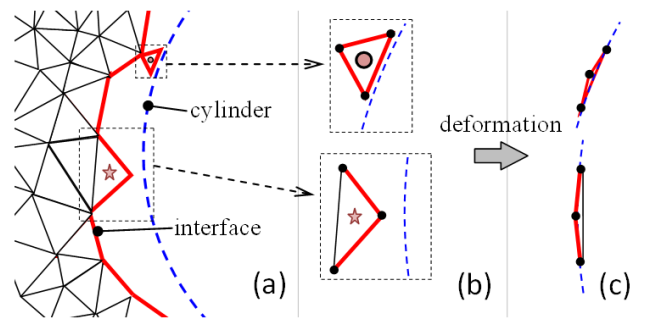 cylinder
interface
(a)
deformation
(b)
(c)